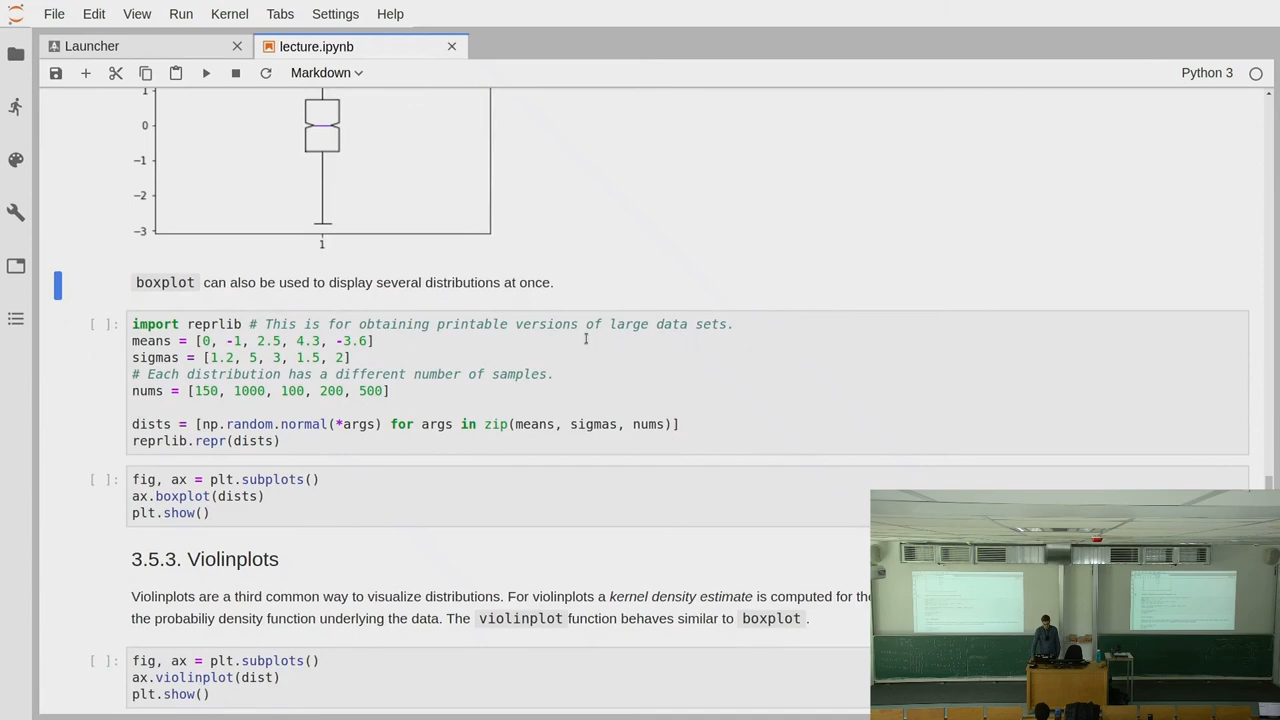 File Edit View Run Kernel Tabs Settings Help
Launcher
lecture.ipynb
Markdown
Python 3
1
0
−1
−2
−3
1
boxplot can also be used to display several distributions at once.
[ ]:
import reprlib # This is for obtaining printable versions of large data sets.
means = [0, -1, 2.5, 4.3, -3.6]
sigmas = [1.2, 5, 3, 1.5, 2]
# Each distribution has a different number of samples.
nums = [150, 1000, 100, 200, 500]
dists = [np.random.normal(*args) for args in zip(means, sigmas, nums)]
reprlib.repr(dists)
[ ]:
fig, ax = plt.subplots()
ax.boxplot(dists)
plt.show()
3.5.3. Violinplots
Violinplots are a third common way to visualize distributions. For violinplots a kernel density estimate is computed for the
the probabiliy density function underlying the data. The violinplot function behaves similar to boxplot.
[ ]:
fig, ax = plt.subplots()
ax.violinplot(dist)
plt.show()